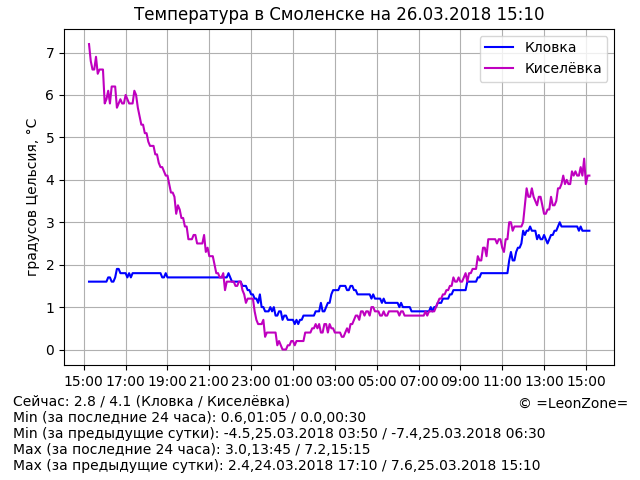 Температура в Смоленске на 26.03.2018 15:10
Кловка
Киселёвка
градусов Цельсия, °C
7
6
5
4
3
2
1
0
15:00 17:00 19:00 21:00 23:00 01:00 03:00 05:00 07:00 09:00 11:00 13:00 15:00
Сейчас: 2.8 / 4.1 (Кловка / Киселёвка)
© =LeonZone=
Min (за последние 24 часа): 0.6,01:05 / 0.0,00:30
Min (за предыдущие сутки): -4.5,25.03.2018 03:50 / -7.4,25.03.2018 06:30
Max (за последние 24 часа): 3.0,13:45 / 7.2,15:15
Max (за предыдущие сутки): 2.4,24.03.2018 17:10 / 7.6,25.03.2018 15:10